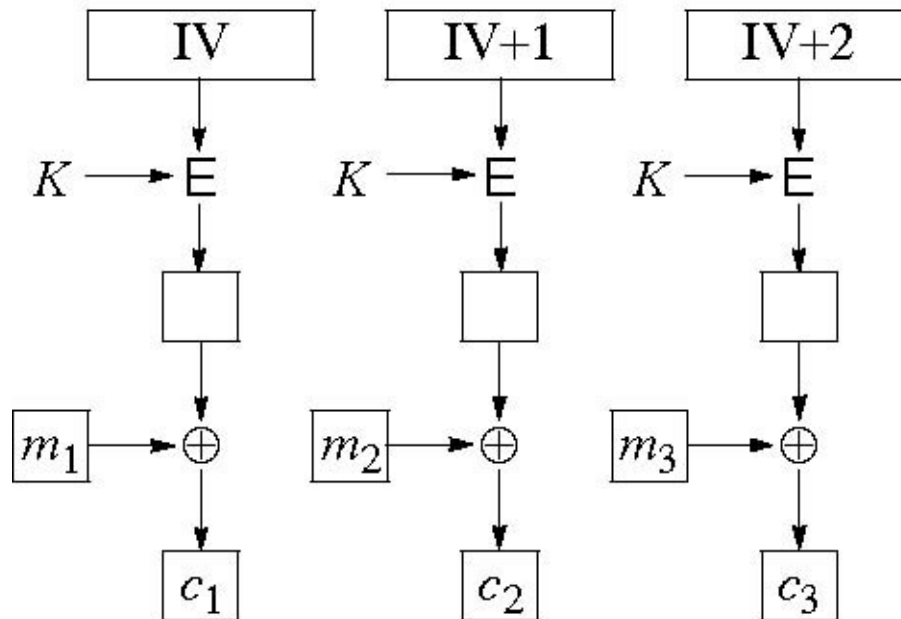 IV IV+1 IV+2
K E K E K E
m₁ ⊕ m₂ ⊕ m₃ ⊕
c₁ c₂ c₃